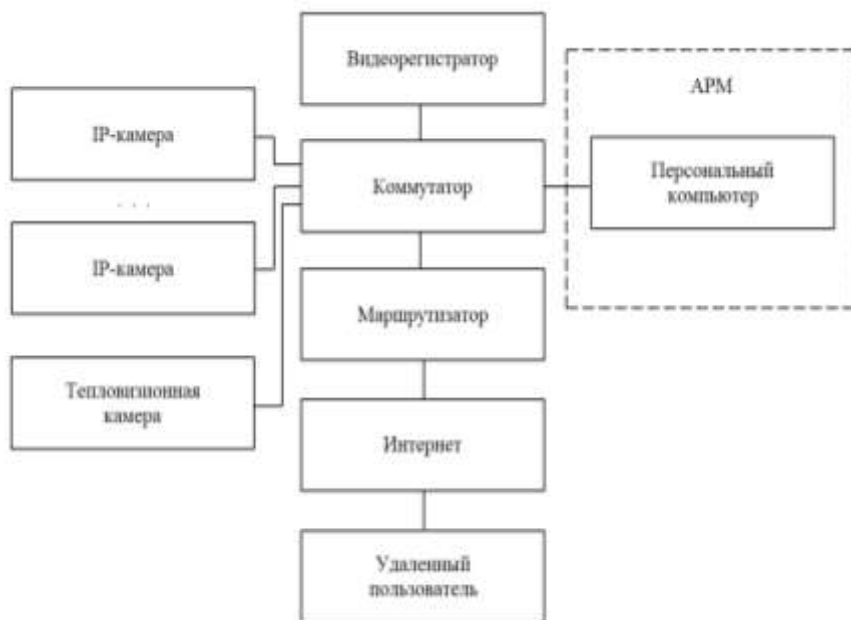 Видеорегистратор
АРМ
IP-камера
Коммутатор
Персональный
компьютер
. . .
IP-камера
Маршрутизатор
Тепловизионная
камера
Интернет
Удаленный
пользователь